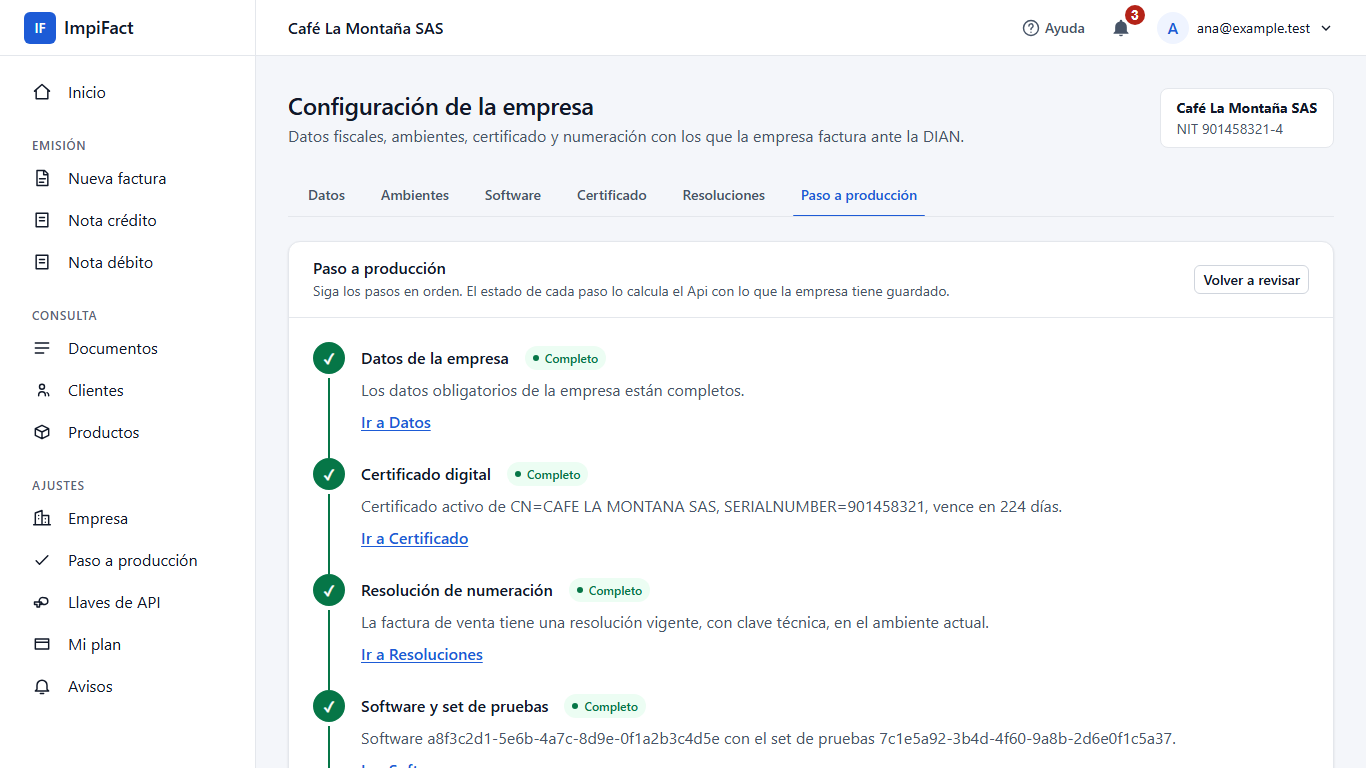 IF ImpiFact
Café La Montaña SAS
Ayuda
3
A
ana@example.test
Inicio
EMISIÓN
Nueva factura
Nota crédito
Nota débito
CONSULTA
Documentos
Clientes
Productos
AJUSTES
Empresa
Paso a producción
Llaves de API
Mi plan
Avisos
Configuración de la empresa
Datos fiscales, ambientes, certificado y numeración con los que la empresa factura ante la DIAN.
Café La Montaña SAS
NIT 901458321-4
Datos Ambientes Software Certificado Resoluciones Paso a producción
Paso a producción
Siga los pasos en orden. El estado de cada paso lo calcula el Api con lo que la empresa tiene guardado.
Volver a revisar
Datos de la empresa Completo
Los datos obligatorios de la empresa están completos.
Ir a Datos
Certificado digital Completo
Certificado activo de CN=CAFE LA MONTANA SAS, SERIALNUMBER=901458321, vence en 224 días.
Ir a Certificado
Resolución de numeración Completo
La factura de venta tiene una resolución vigente, con clave técnica, en el ambiente actual.
Ir a Resoluciones
Software y set de pruebas Completo
Software a8f3c2d1-5e6b-4a7c-8d9e-0f1a2b3c4d5e con el set de pruebas 7c1e5a92-3b4d-4f60-9a8b-2d6e0f1c5a37.